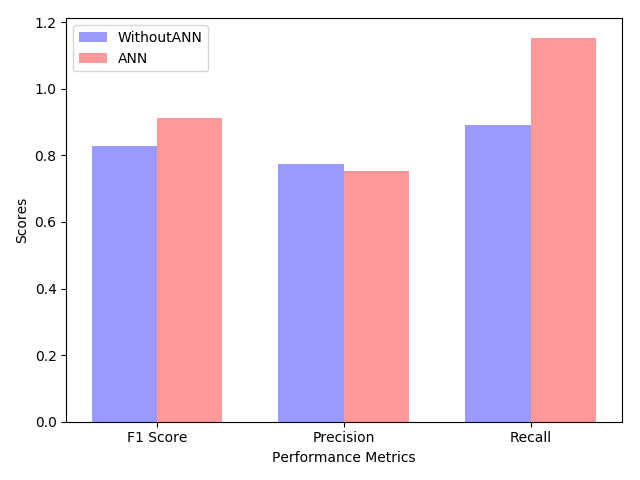 WithoutANN
ANN
1.2
1.0
0.8
0.6
0.4
0.2
0.0
Scores
F1 Score Precision Recall
Performance Metrics